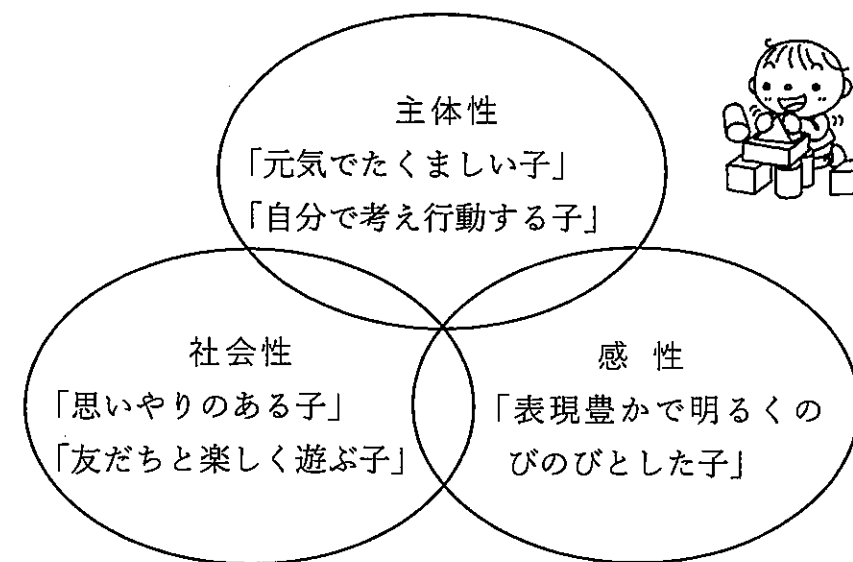 主体性
「元気でたくましい子」
「自分で考え行動する子」
社会性
「思いやりのある子」
「友だちと楽しく遊ぶ子」
感 性
「表現豊かで明るくの
びのびとした子」